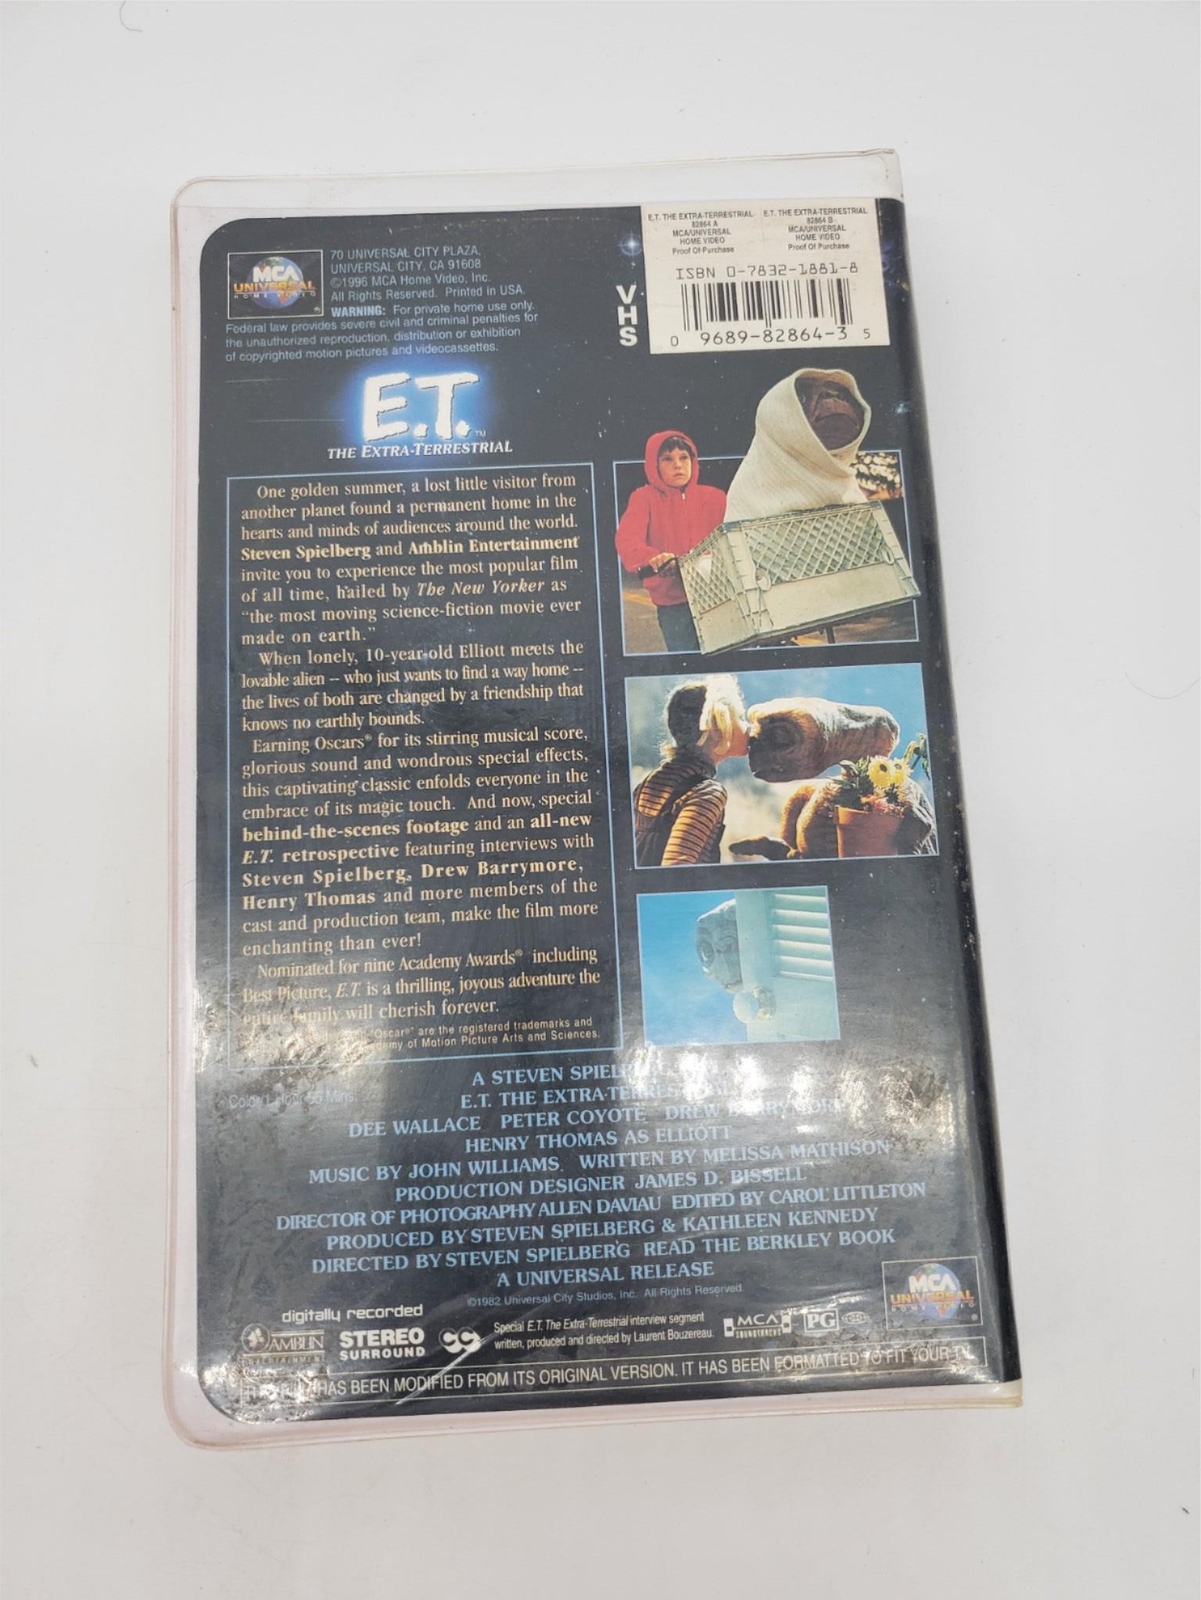 MCA
UNIVERSAL
HOME VIDEO
70 UNIVERSAL CITY PLAZA,
UNIVERSAL CITY, CA 91608
©1996 MCA Home Video, Inc.
All Rights Reserved. Printed in USA.
WARNING: For private home use only.
Federal law provides severe civil and criminal penalties for
the unauthorized reproduction, distribution or exhibition
of copyrighted motion pictures and videocassettes.
VHS
E.T. THE EXTRA-TERRESTRIAL
82864 A
MCA/UNIVERSAL
HOME VIDEO
Proof Of Purchase
E.T. THE EXTRA-TERRESTRIAL
82864 B
MCA/UNIVERSAL
HOME VIDEO
Proof Of Purchase
ISBN 0-7832-1881-8
0 9689-82864-3 5
E.T.™
THE EXTRA-TERRESTRIAL
One golden summer, a lost little visitor from
another planet found a permanent home in the
hearts and minds of audiences around the world.
Steven Spielberg and Amblin Entertainment
invite you to experience the most popular film
of all time, hailed by The New Yorker as
"the most moving science-fiction movie ever
made on earth."
When lonely, 10-year-old Elliott meets the
lovable alien -- who just wants to find a way home --
the lives of both are changed by a friendship that
knows no earthly bounds.
Earning Oscars® for its stirring musical score,
glorious sound and wondrous special effects,
this captivating classic enfolds everyone in the
embrace of its magic touch. And now, special
behind-the-scenes footage and an all-new
E.T. retrospective featuring interviews with
Steven Spielberg, Drew Barrymore,
Henry Thomas and more members of the
cast and production team, make the film more
enchanting than ever!
Nominated for nine Academy Awards® including
Best Picture, E.T. is a thrilling, joyous adventure the
entire family will cherish forever.
"Oscar®" are the registered trademarks and
of Motion Picture Arts and Sciences.
Color/1 Hour 55 Mins.
A STEVEN
E.T. THE
DEE WALLACE PETER COYOTE DREW
HENRY THOMAS AS ELLIOTT
MUSIC BY JOHN WILLIAMS. WRITTEN BY MELISSA MATHISON
PRODUCTION DESIGNER JAMES D. BISSELL
DIRECTOR OF PHOTOGRAPHY ALLEN DAVIAU EDITED BY CAROL LITTLETON
PRODUCED BY STEVEN SPIELBERG & KATHLEEN KENNEDY
DIRECTED BY STEVEN SPIELBERG READ THE BERKLEY BOOK
A UNIVERSAL RELEASE
©1982 Universal City Studios, Inc. All Rights Reserved
digitally recorded
AMBLIN
ENTERTAINMENT
STEREO
SURROUND
CC
Special E.T. The Extra-Terrestrial interview segment
written, produced and directed by Laurent Bouzereau.
MCA
SOUNDTRACKS
PG
MCA
UNIVERSAL
HOME VIDEO
HAS BEEN MODIFIED FROM ITS ORIGINAL VERSION. IT HAS BEEN FORMATTED TO FIT YOUR TV.